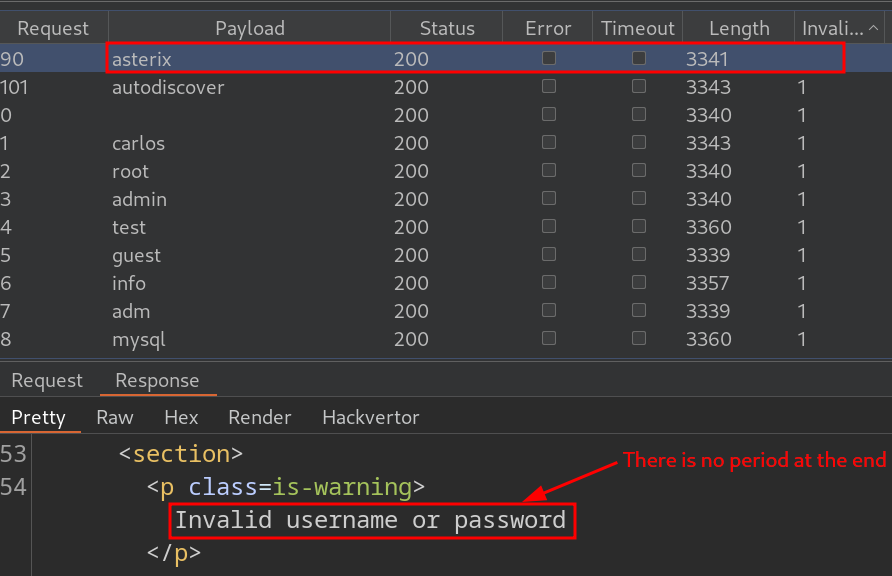 Request Payload Status Error Timeout Length Invali...
90 asterix 200 3341
101 autodiscover 200 3343 1
0 200 3340 1
1 carlos 200 3343 1
2 root 200 3340 1
3 admin 200 3340 1
4 test 200 3360 1
5 guest 200 3339 1
6 info 200 3357 1
7 adm 200 3339 1
8 mysql 200 3360 1
Request Response
Pretty Raw Hex Render Hackvertor
53 <section>
There is no period at the end
54 <p class=is-warning>
Invalid username or password
</p>